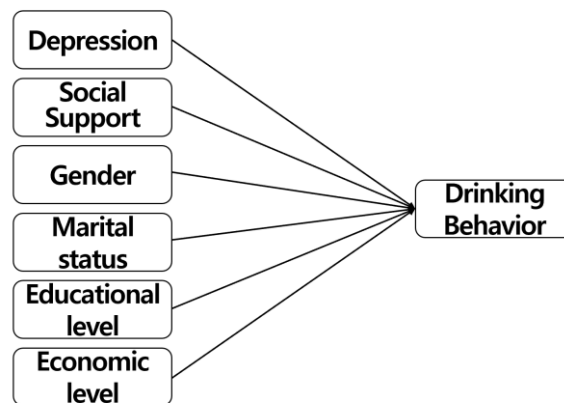 Depression
Social
Support
Gender
Marital
status
Educational
level
Economic
level
Drinking
Behavior